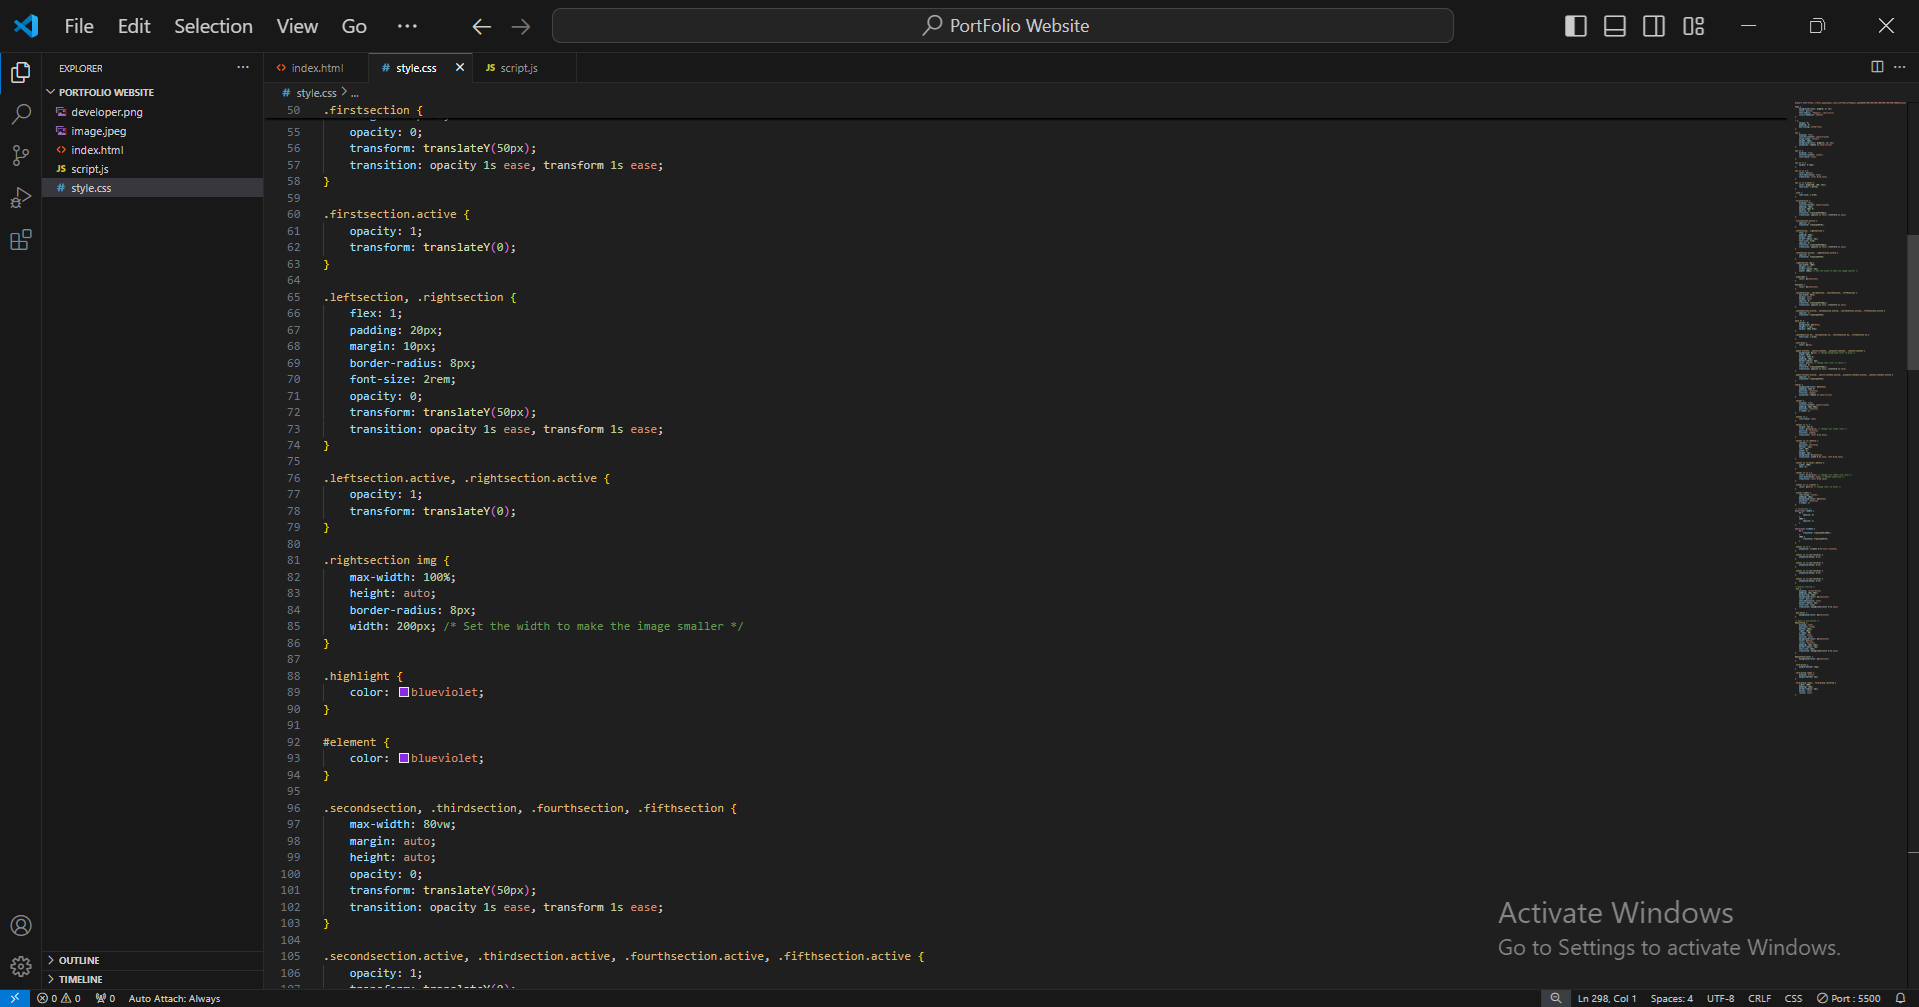 File Edit Selection View Go ··· PortFolio Website
EXPLORER ···
PORTFOLIO WEBSITE
developer.png
image.jpeg
<> index.html
JS script.js
# style.css
OUTLINE
TIMELINE
<> index.html # style.css × JS script.js
# style.css > ...
50 .firstsection {
55 opacity: 0;
56 transform: translateY(50px);
57 transition: opacity 1s ease, transform 1s ease;
58 }
59
60 .firstsection.active {
61 opacity: 1;
62 transform: translateY(0);
63 }
64
65 .leftsection, .rightsection {
66 flex: 1;
67 padding: 20px;
68 margin: 10px;
69 border-radius: 8px;
70 font-size: 2rem;
71 opacity: 0;
72 transform: translateY(50px);
73 transition: opacity 1s ease, transform 1s ease;
74 }
75
76 .leftsection.active, .rightsection.active {
77 opacity: 1;
78 transform: translateY(0);
79 }
80
81 .rightsection img {
82 max-width: 100%;
83 height: auto;
84 border-radius: 8px;
85 width: 200px; /* Set the width to make the image smaller */
86 }
87
88 .highlight {
89 color: blueviolet;
90 }
91
92 #element {
93 color: blueviolet;
94 }
95
96 .secondsection, .thirdsection, .fourthsection, .fifthsection {
97 max-width: 80vw;
98 margin: auto;
99 height: auto;
100 opacity: 0;
101 transform: translateY(50px);
102 transition: opacity 1s ease, transform 1s ease;
103 }
104
105 .secondsection.active, .thirdsection.active, .fourthsection.active, .fifthsection.active {
106 opacity: 1;
Activate Windows
Go to Settings to activate Windows.
0 0 0 Auto Attach: Always Ln 298, Col 1 Spaces: 4 UTF-8 CRLF CSS Port : 5500